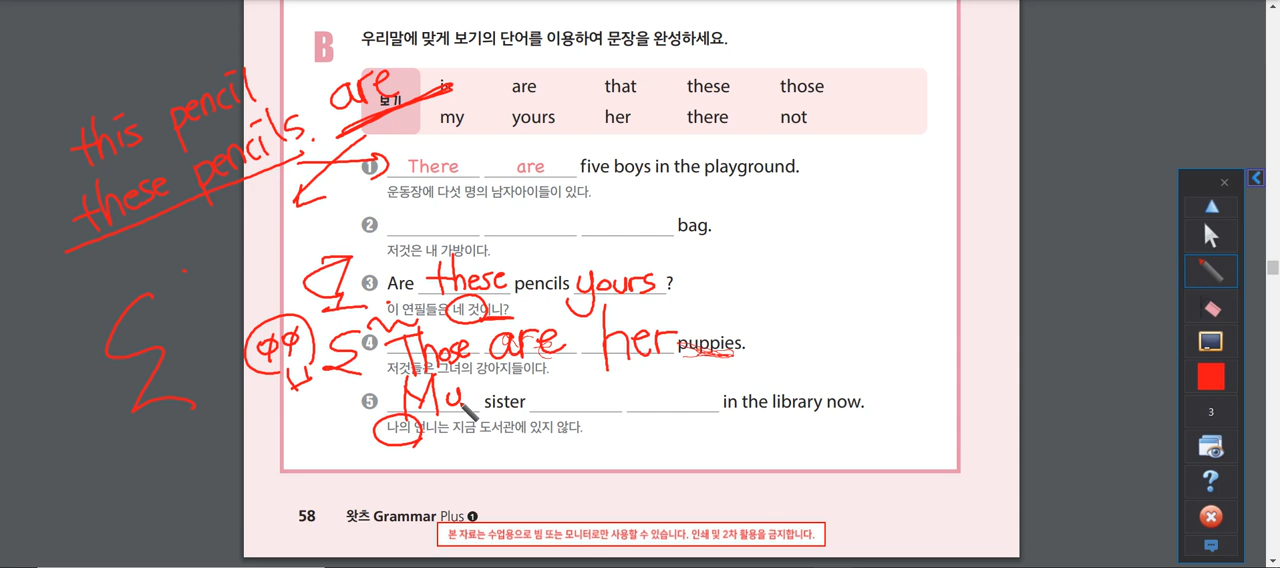 B 우리말에 맞게 보기의 단어를 이용하여 문장을 완성하세요.
this pencil
these pencils.
are
보기
is are that these those
my yours her there not
1 There are five boys in the playground.
운동장에 다섯 명의 남자아이들이 있다.
2 bag.
저것은 내 가방이다.
3 Are these pencils yours ?
이 연필들은 네 것이니?
4 Those are her puppies.
저것들은 그녀의 강아지들이다.
5 Mu sister in the library now.
나의 언니는 지금 도서관에 있지 않다.
58 왓츠 Grammar Plus 1
본 자료는 수업용으로 빔 또는 모니터로만 사용할 수 있습니다. 인쇄 및 2차 활용을 금지합니다.
3
?